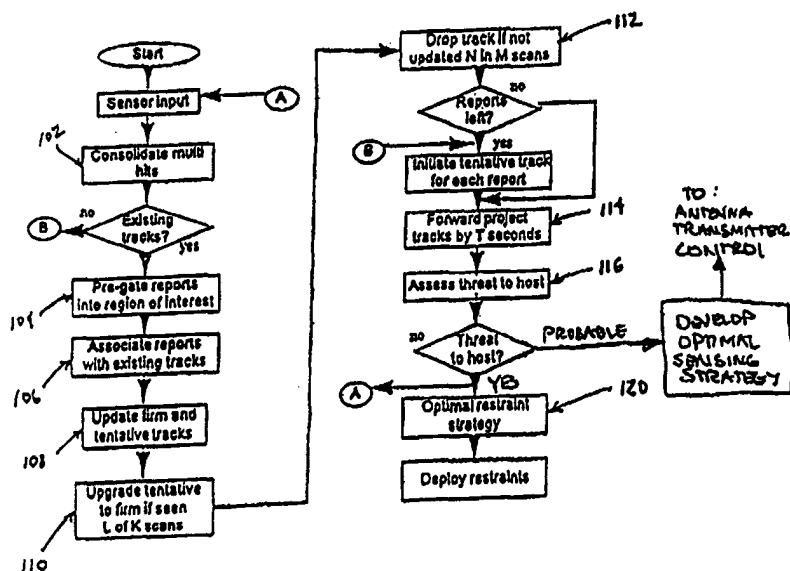 Start
Sensor input
A
102
Consolidate multi
hits
no
B
Existing
tracks?
yes
Pre-gate reports
into region of interest
104
Associate reports
with existing tracks
106
Update firm and
tentative tracks
108
Upgrade tentative
to firm if seen
L of K scans
110
112
Drop track if not
updated N in M scans
no
Reports
left?
B
yes
Initiate tentative track
for each report
Forward project
tracks by T seconds
114
116
Assess threat to host
no
Threat
to host?
PROBABLE
A
YES
Optimal restraint
strategy
120
Deploy restraints
TO:
ANTENNA
TRANSMITTER
CONTROL
DEVELOP
OPTIMAL
SENSING
STRATEGY